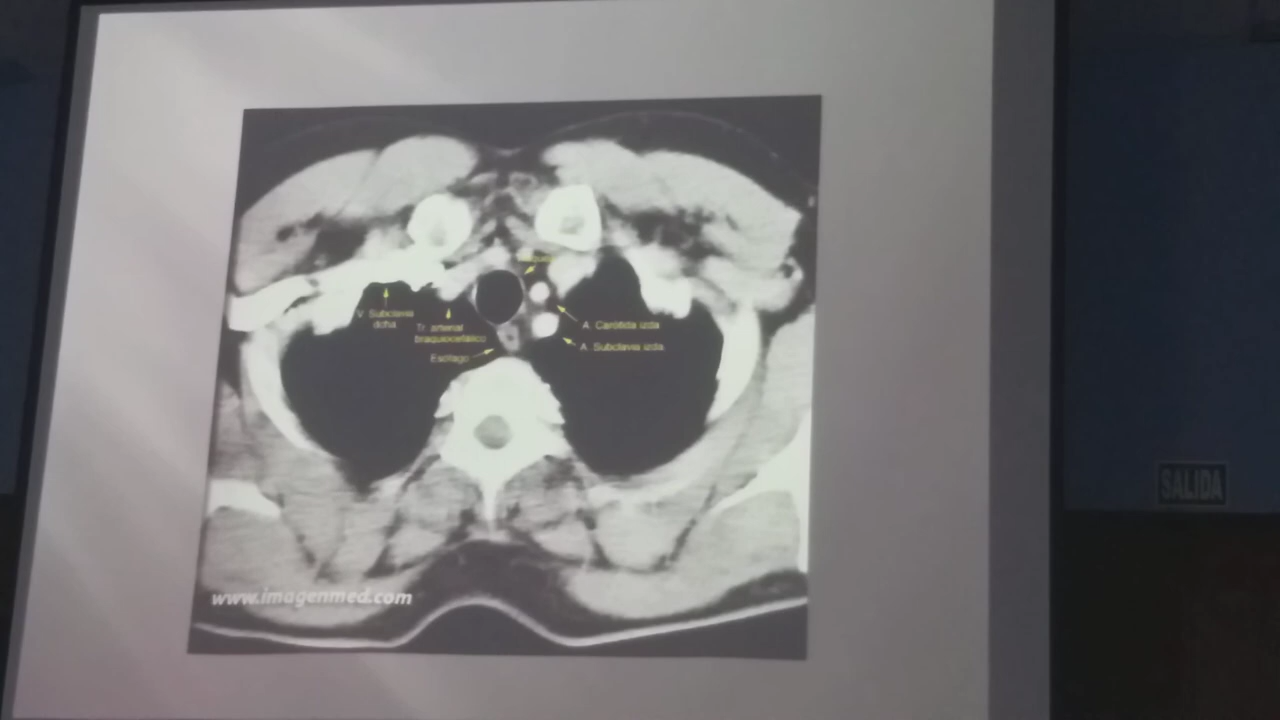 V. Subclavia
dcha
Tr. arterial
braquiocefálico
Esófago
A. Carótida izda
A. Subclavia izda
www.imagenmed.com
SALIDA